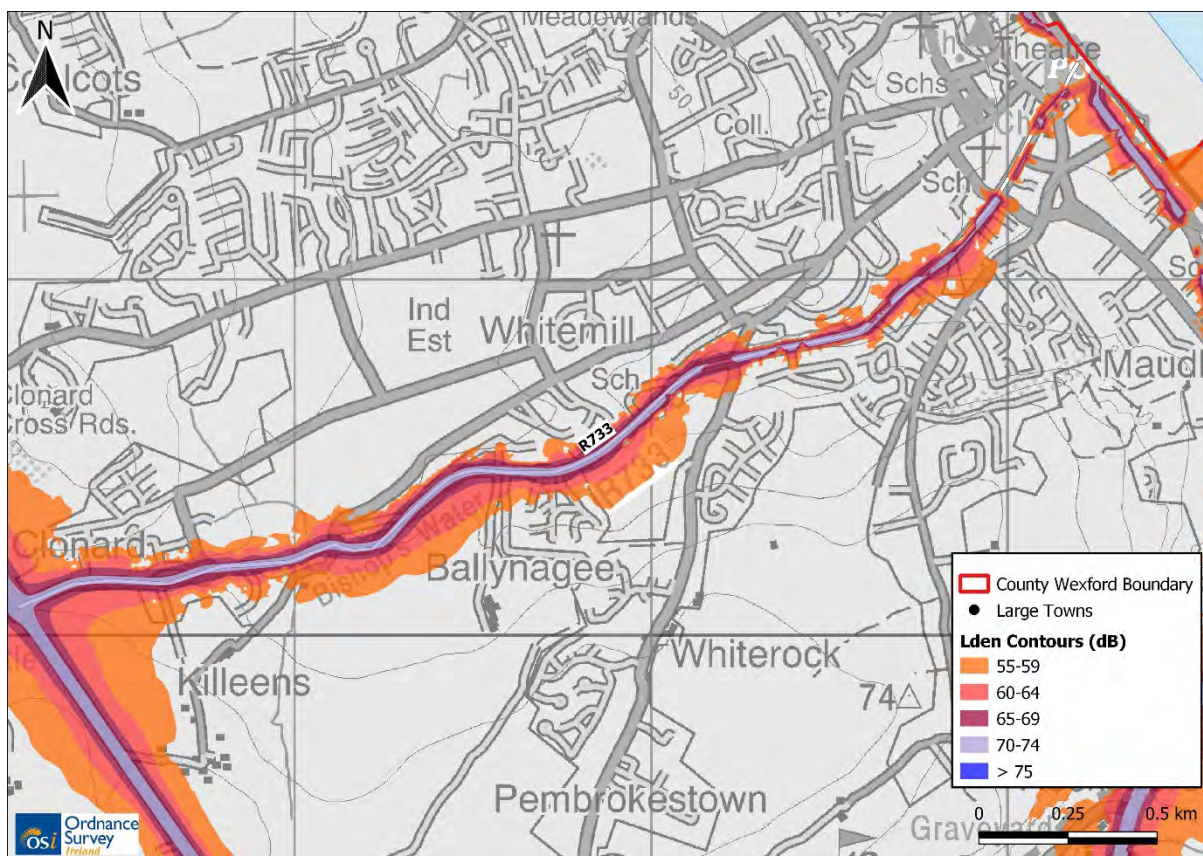 N
Meadowlands
Theatre
Schs
50
Coll.
Sch
Ind
Est
Whitemill
Sch
Maudl
Clonard
Cross Rds.
R733
R733
Clonard
Bishop's Water
Ballynagee
Killeens
Whiterock
74
Pembrokestown
Graveyard
County Wexford Boundary
Large Towns
Lden Contours (dB)
55-59
60-64
65-69
70-74
> 75
0 0.25 0.5 km
osi Ordnance
Survey
Ireland